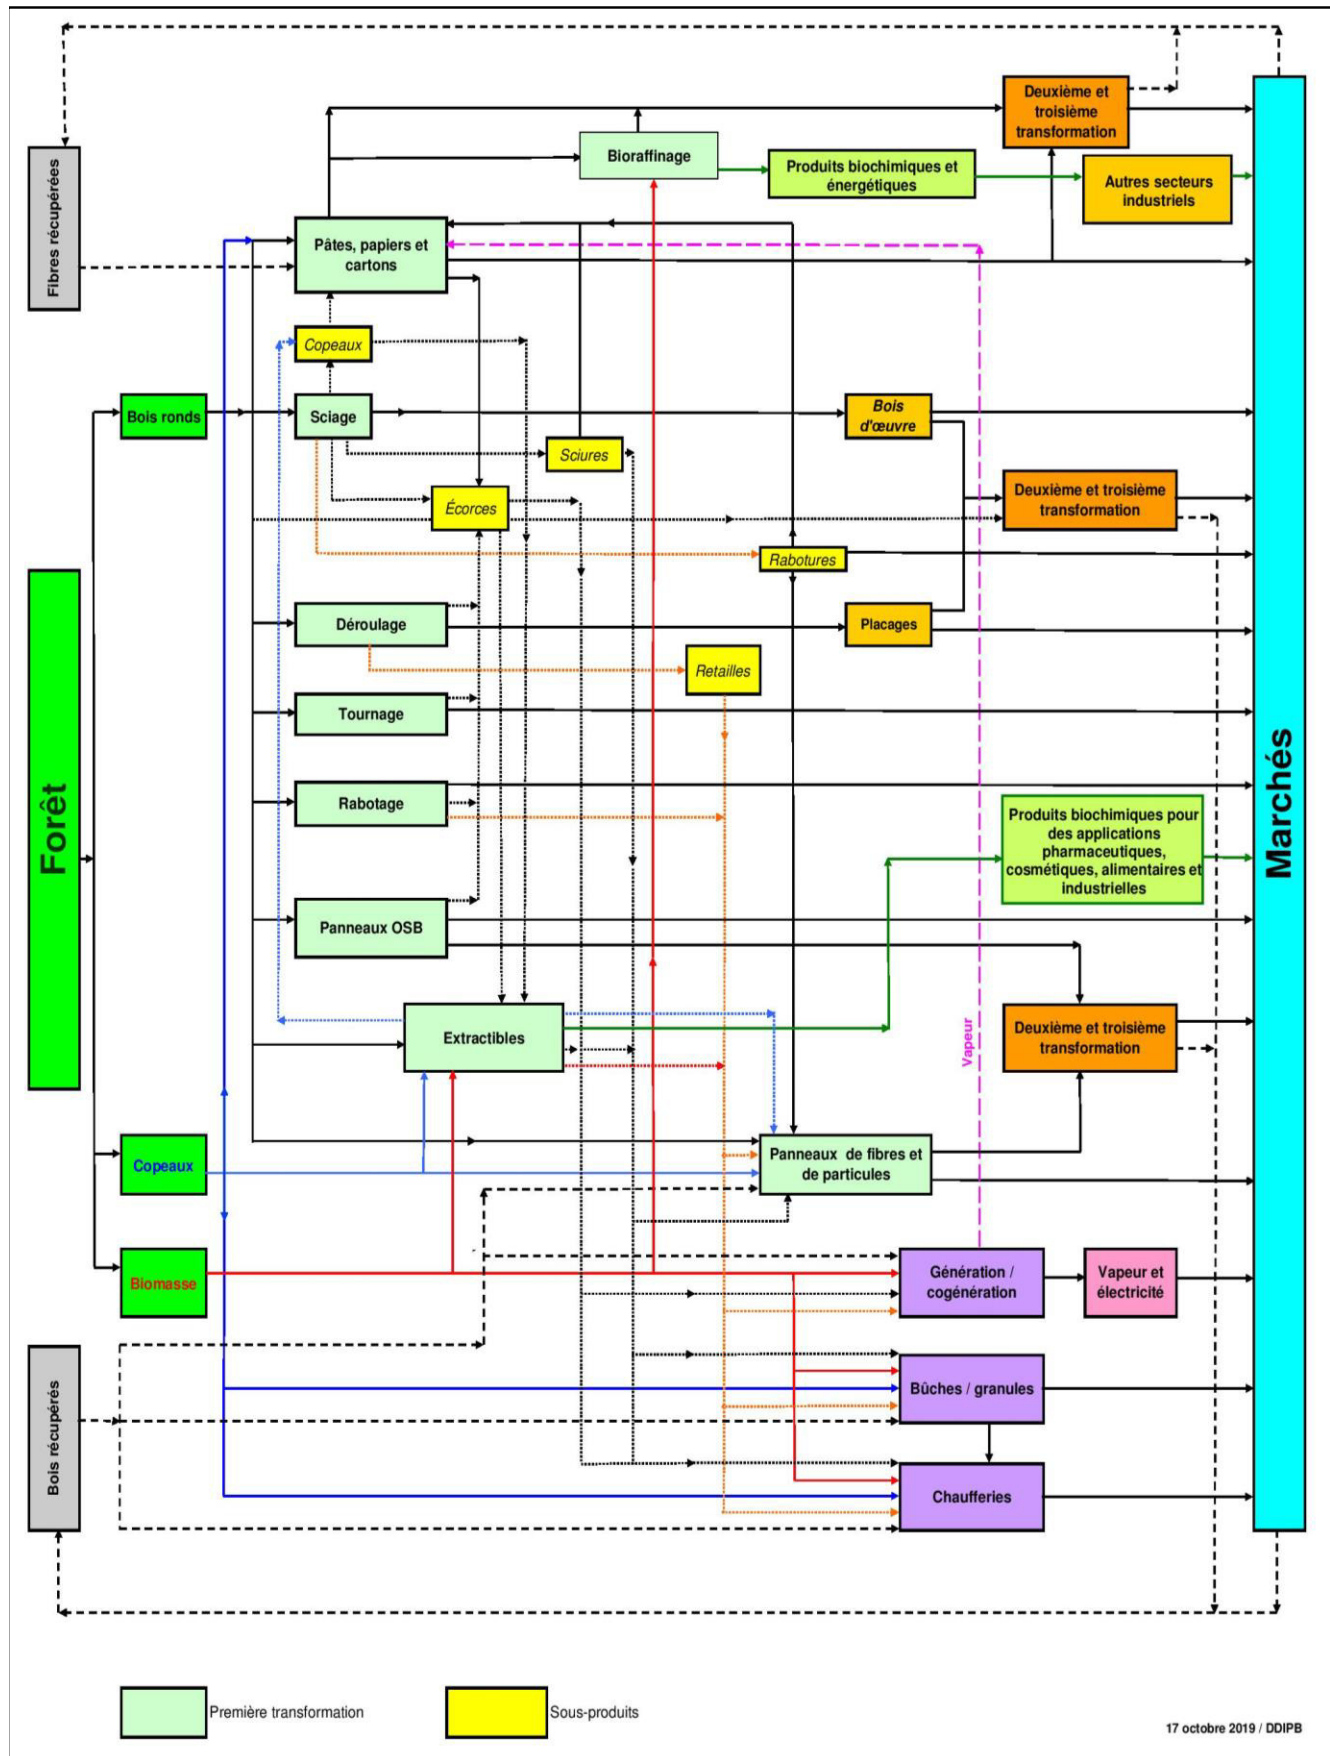 Deuxième et
troisième
transformation
Bioraffinage
Produits biochimiques et
énergétiques
Autres secteurs
industriels
Fibres récupérées
Pâtes, papiers et
cartons
Copeaux
Bois ronds
Sciage
Bois
d'œuvre
Sciures
Écorces
Deuxième et troisième
transformation
Rabotures
Déroulage
Placages
Retailles
Tournage
Forêt
Rabotage
Marchés
Produits biochimiques pour
des applications
pharmaceutiques,
cosmétiques, alimentaires et
industrielles
Panneaux OSB
Extractibles
Vapeur
Deuxième et troisième
transformation
Copeaux
Panneaux de fibres et
de particules
Biomasse
Génération /
cogénération
Vapeur et
électricité
Bois récupérés
Bûches / granules
Chaufferies
Première transformation
Sous-produits
17 octobre 2019 / DDIPB